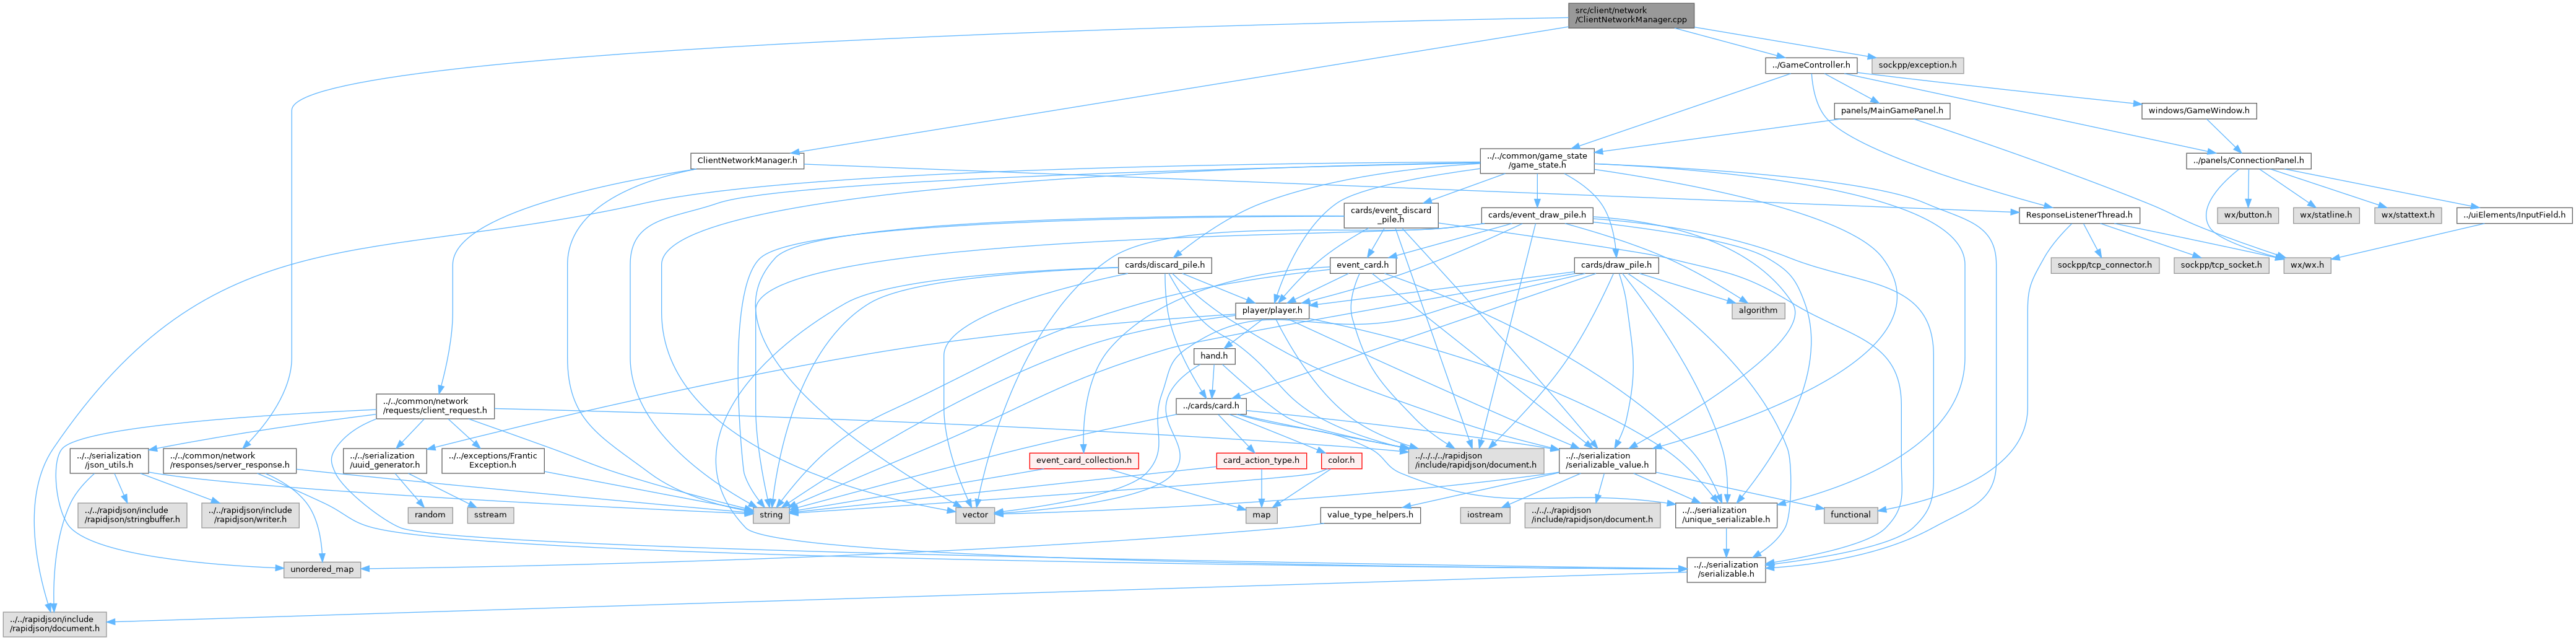 src/client/network
/ClientNetworkManager.cpp
../GameController.h
sockpp/exception.h
panels/MainGamePanel.h
windows/GameWindow.h
ClientNetworkManager.h
../../common/game_state
/game_state.h
../panels/ConnectionPanel.h
cards/event_discard
_pile.h
cards/event_draw_pile.h
ResponseListenerThread.h
wx/button.h
wx/statline.h
wx/stattext.h
../uiElements/InputField.h
cards/discard_pile.h
event_card.h
cards/draw_pile.h
sockpp/tcp_connector.h
sockpp/tcp_socket.h
wx/wx.h
player/player.h
algorithm
hand.h
../../common/network
/requests/client_request.h
../cards/card.h
../../serialization
/json_utils.h
../common/network
/responses/server_response.h
../../serialization
/uuid_generator.h
../../exceptions/Frantic
Exception.h
event_card_collection.h
card_action_type.h
color.h
../../../../rapidjson
/include/rapidjson/document.h
../../serialization
/serializable_value.h
../../rapidjson/include
/rapidjson/stringbuffer.h
../../rapidjson/include
/rapidjson/writer.h
random
sstream
string
vector
map
value_type_helpers.h
iostream
../../../rapidjson
/include/rapidjson/document.h
../../serialization
/unique_serializable.h
functional
unordered_map
../../serialization
/serializable.h
../../rapidjson/include
/rapidjson/document.h